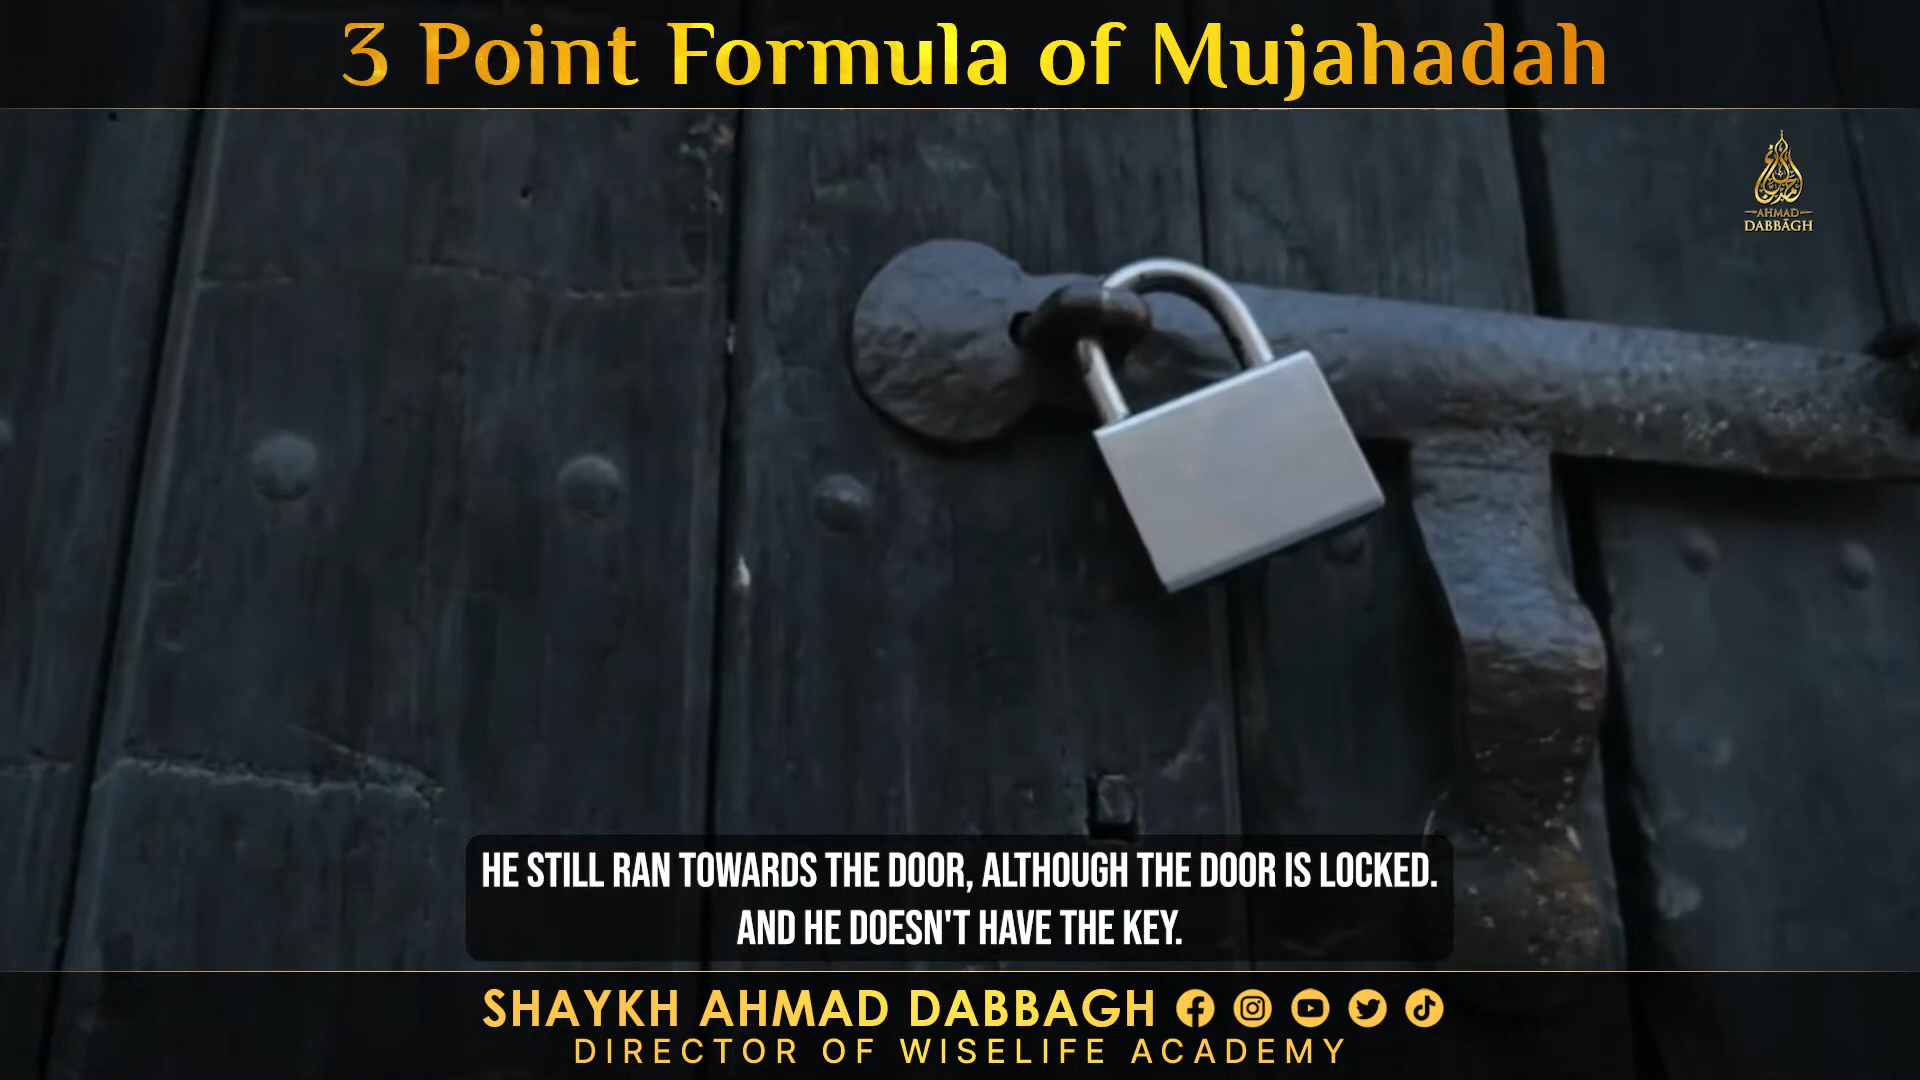 3 Point Formula of Mujahadah
AHMAD
DABBĀGH
HE STILL RAN TOWARDS THE DOOR, ALTHOUGH THE DOOR IS LOCKED.
AND HE DOESN'T HAVE THE KEY.
SHAYKH AHMAD DABBAGH
DIRECTOR OF WISELIFE ACADEMY